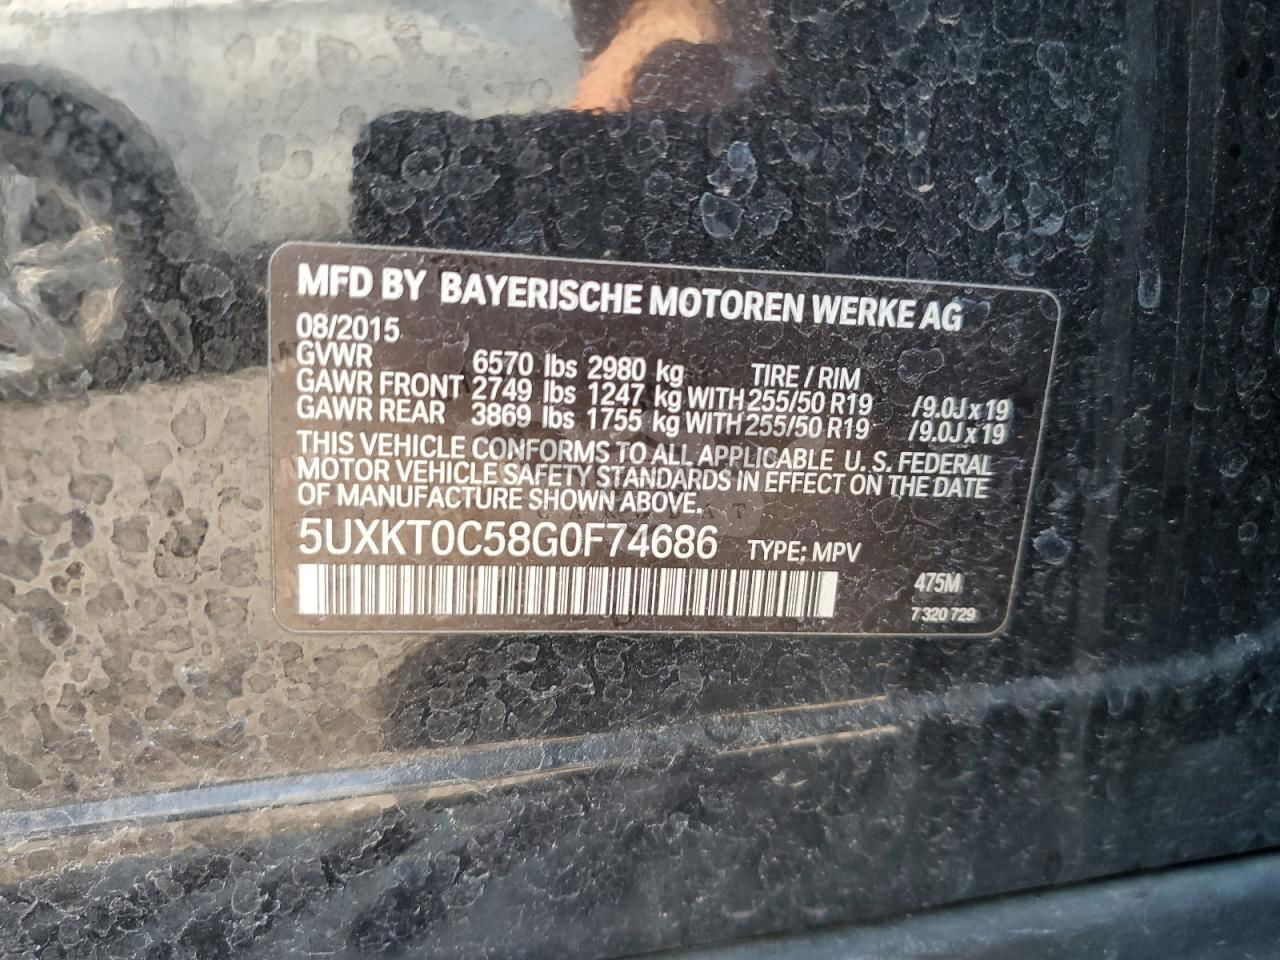 MFD BY BAYERISCHE MOTOREN WERKE AG
08/2015
GVWR 6570 lbs 2980 kg TIRE / RIM
GAWR FRONT 2749 lbs 1247 kg WITH 255/50 R19 /9.0J x 19
GAWR REAR 3869 lbs 1755 kg WITH 255/50 R19 /9.0J x 19
THIS VEHICLE CONFORMS TO ALL APPLICABLE U.S. FEDERAL
MOTOR VEHICLE SAFETY STANDARDS IN EFFECT ON THE DATE
OF MANUFACTURE SHOWN ABOVE.
5UXKT0C58G0F74686 TYPE: MPV
475M
7 320 729